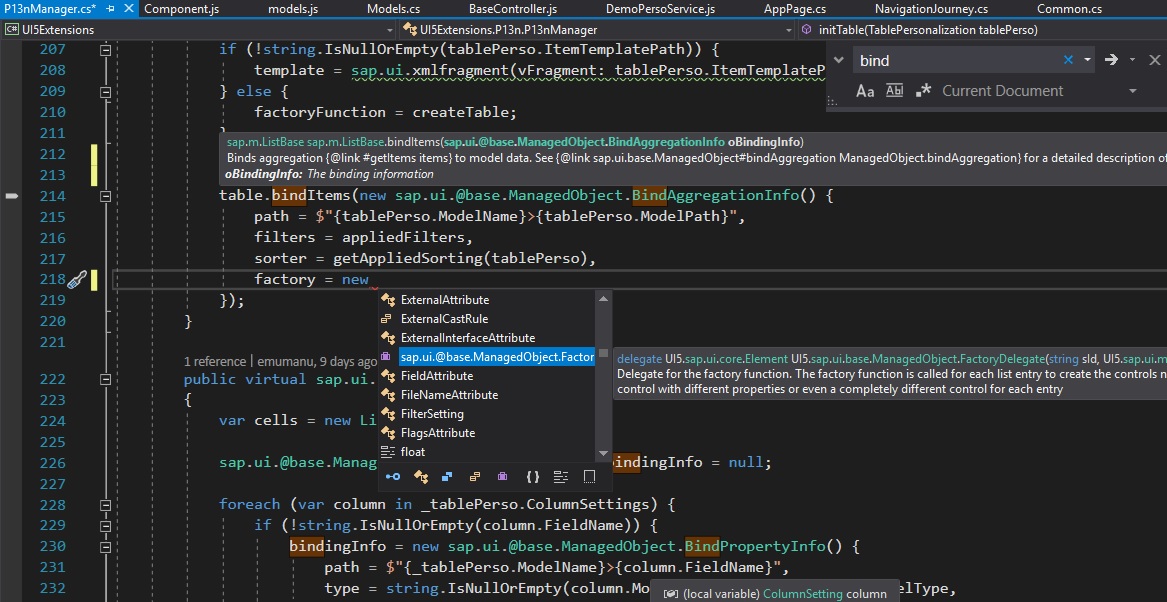 P13nManager.cs* Component.js models.js Models.cs BaseController.js DemoPersoService.js AppPage.cs NavigationJourney.cs Common.cs
C# UI5Extensions UI5Extensions.P13n.P13nManager initTable(TablePersonalization tablePerso)
bind
Aa Ab .* Current Document
207 if (!string.IsNullOrEmpty(tablePerso.ItemTemplatePath)) {
208 template = sap.ui.xmlfragment(vFragment: tablePerso.ItemTemplateP
209 } else {
210 factoryFunction = createTable;
211
sap.m.ListBase sap.m.ListBase.bindItems(sap.ui.@base.ManagedObject.BindAggregationInfo oBindingInfo)
212 Binds aggregation {@link #getItems items} to model data. See {@link sap.ui.base.ManagedObject#bindAggregation ManagedObject.bindAggregation} for a detailed description of
213 oBindingInfo: The binding information
214 table.bindItems(new sap.ui.@base.ManagedObject.BindAggregationInfo() {
215 path = $"{tablePerso.ModelName}>{tablePerso.ModelPath}",
216 filters = appliedFilters,
217 sorter = getAppliedSorting(tablePerso),
218 factory = new
219 });
220 }
221
ExternalAttribute
ExternalCastRule
ExternalInterfaceAttribute
sap.ui.@base.ManagedObject.Factor
FieldAttribute
FileNameAttribute
FilterSetting
FlagsAttribute
float
delegate UI5.sap.ui.core.Element UI5.sap.ui.base.ManagedObject.FactoryDelegate(string sId, UI5.sap.ui.m
Delegate for the factory function. The factory function is called for each list entry to create the controls n
control with different properties or even a completely different control for each entry
1 reference | emumanu, 9 days ago
222 public virtual sap.ui.
223 {
224 var cells = new Li
225
226 sap.ui.@base.Manag indingInfo = null;
227
228 foreach (var column in _tablePerso.ColumnSettings) {
229 if (!string.IsNullOrEmpty(column.FieldName)) {
230 bindingInfo = new sap.ui.@base.ManagedObject.BindPropertyInfo() {
231 path = $"{_tablePerso.ModelName}>{column.FieldName}",
232 type = string.IsNullOrEmpty(column.Mo elType,
(local variable) ColumnSetting column